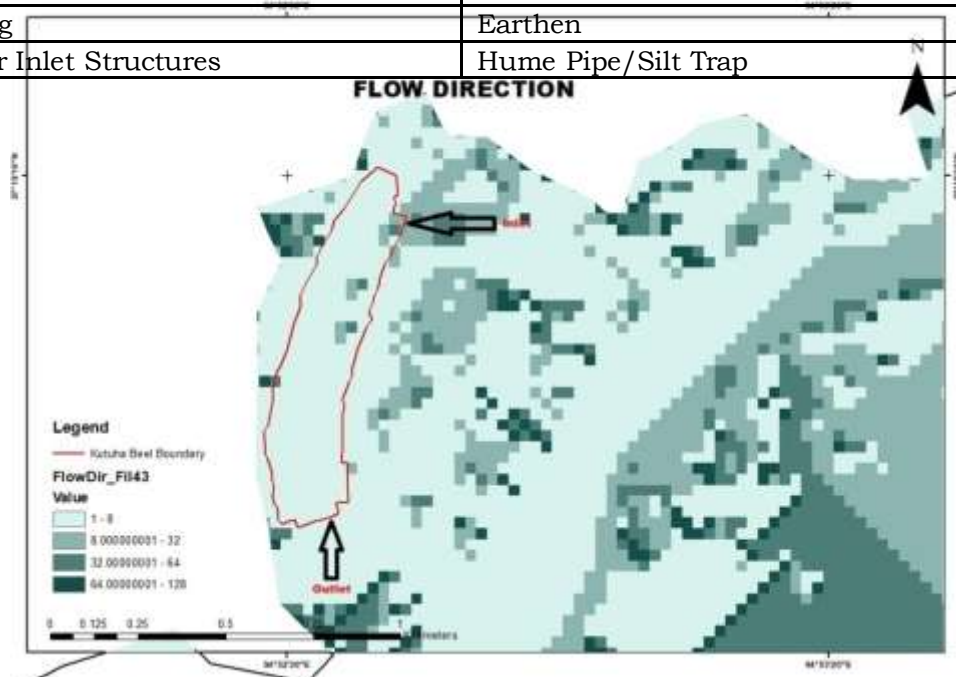 g Earthen
r Inlet Structures Hume Pipe/Silt Trap
FLOW DIRECTION
N
Inlet
Legend
Kutuha Beel Boundary
FlowDir_Fil43
Value
1 - 8
8.000000001 - 32
32.00000001 - 64
64.00000001 - 128
Outlet
0 0.125 0.25 0.5 1